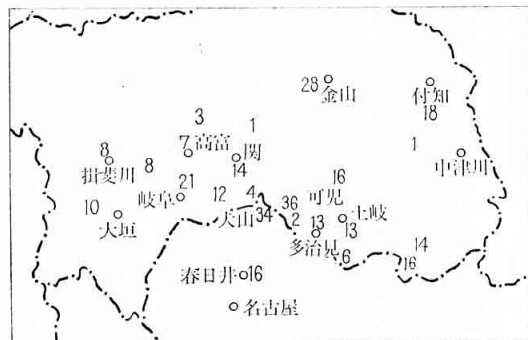 28 金山
付知
18
3
1
7 高富
関
14
1
中津川
8
揖斐川
8
21
岐阜
12
4
16
可児
36
10
大垣
犬山
34
2
13
土岐
13
多治見
6
14
16
春日井 16
名古屋